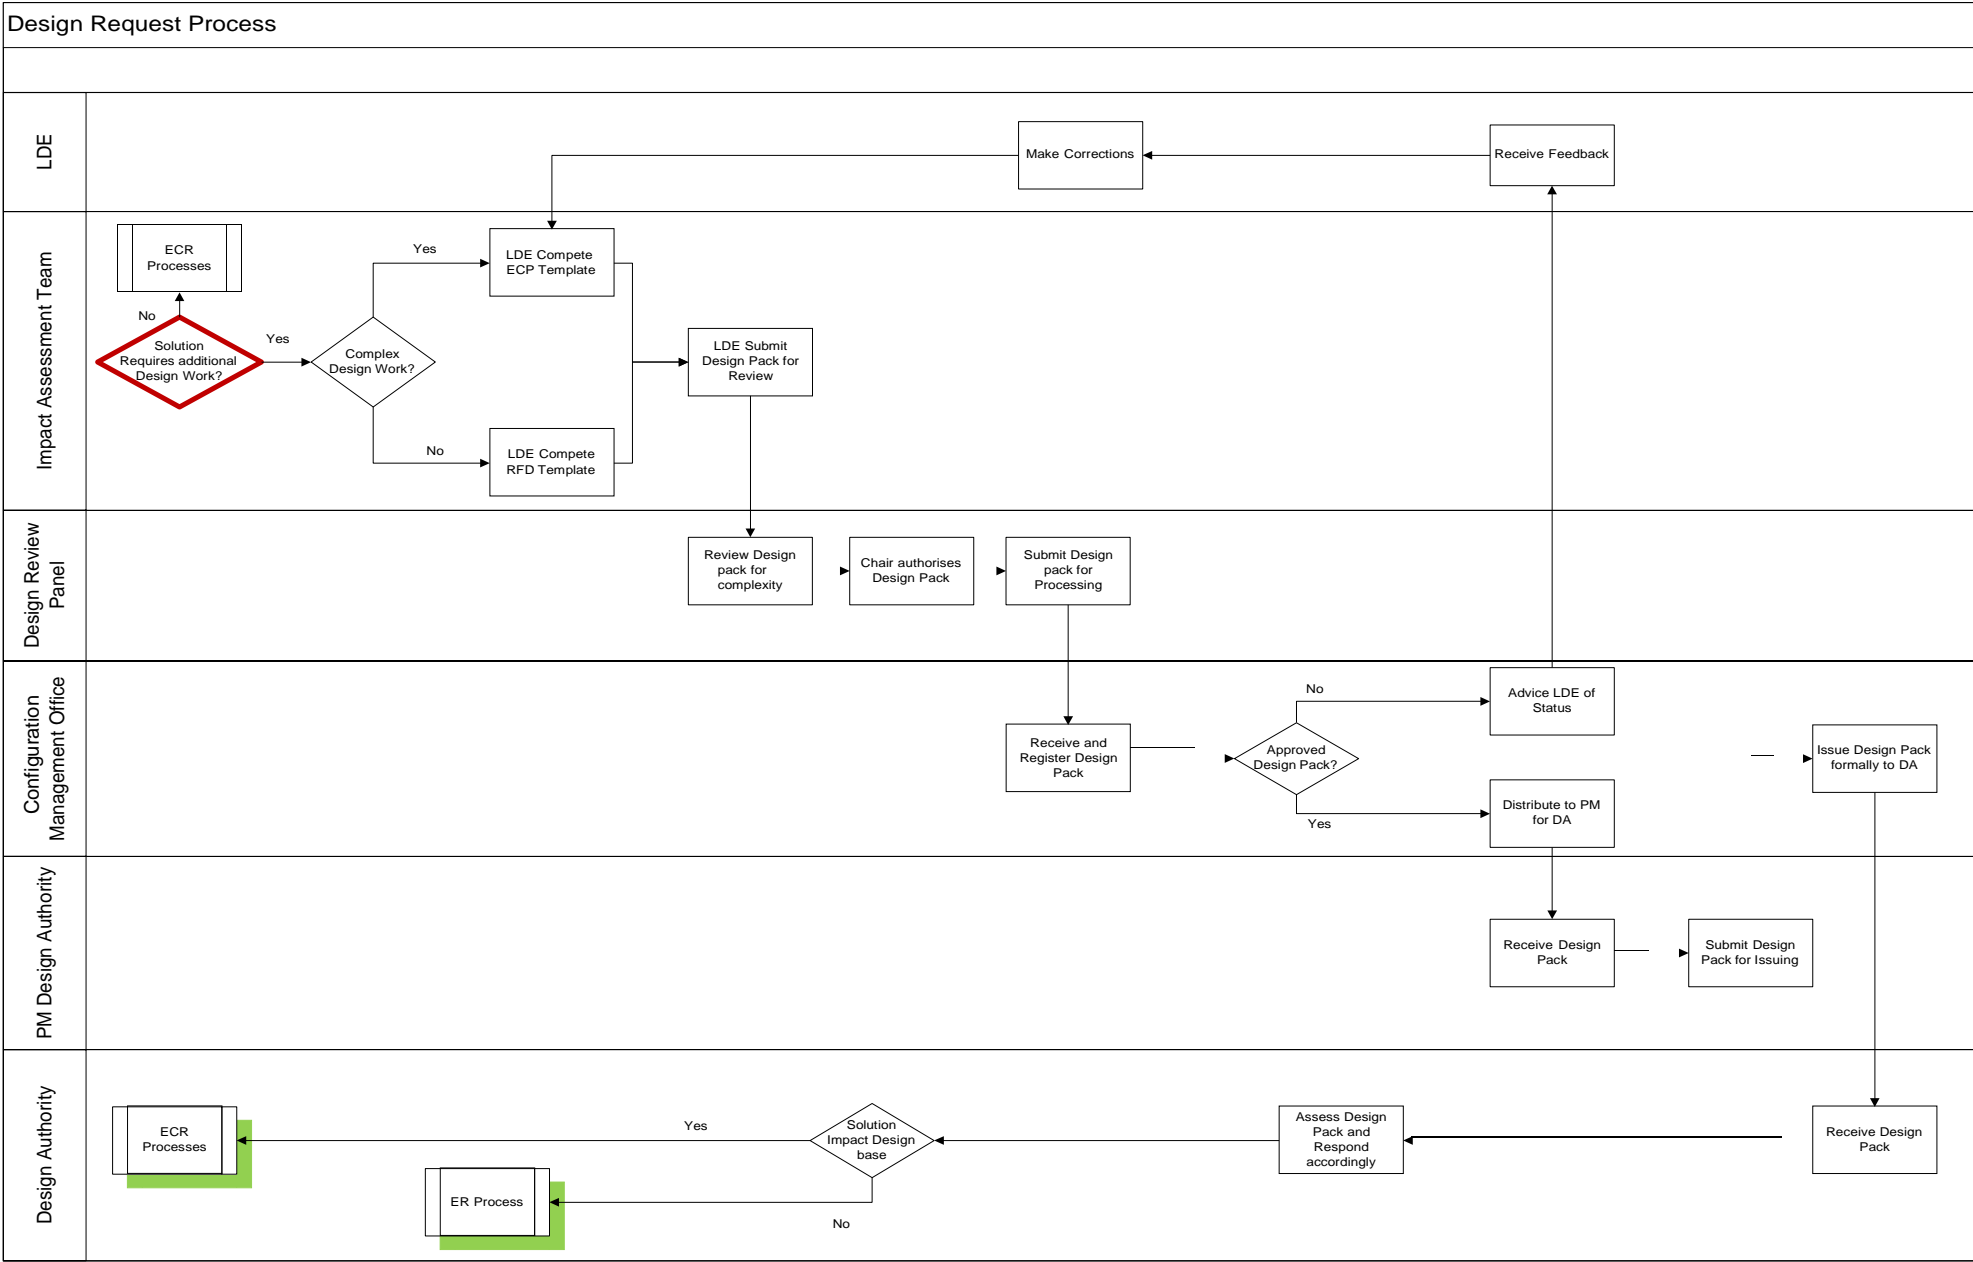 Design Request Process
LDE
Make Corrections
Receive Feedback
Impact Assessment Team
ECR
Processes
No
Solution
Requires additional
Design Work?
Yes
Complex
Design Work?
Yes
LDE Compete
ECP Template
No
LDE Compete
RFD Template
LDE Submit
Design Pack for
Review
Design Review
Panel
Review Design
pack for
complexity
Chair authorises
Design Pack
Submit Design
pack for
Processing
Configuration
Management Office
Receive and
Register Design
Pack
Approved
Design Pack?
No
Advice LDE of
Status
Yes
Distribute to PM
for DA
Issue Design Pack
formally to DA
PM Design Authority
Receive Design
Pack
Submit Design
Pack for Issuing
Design Authority
ECR
Processes
ER Process
Yes
Solution
Impact Design
base
No
Assess Design
Pack and
Respond
accordingly
Receive Design
Pack